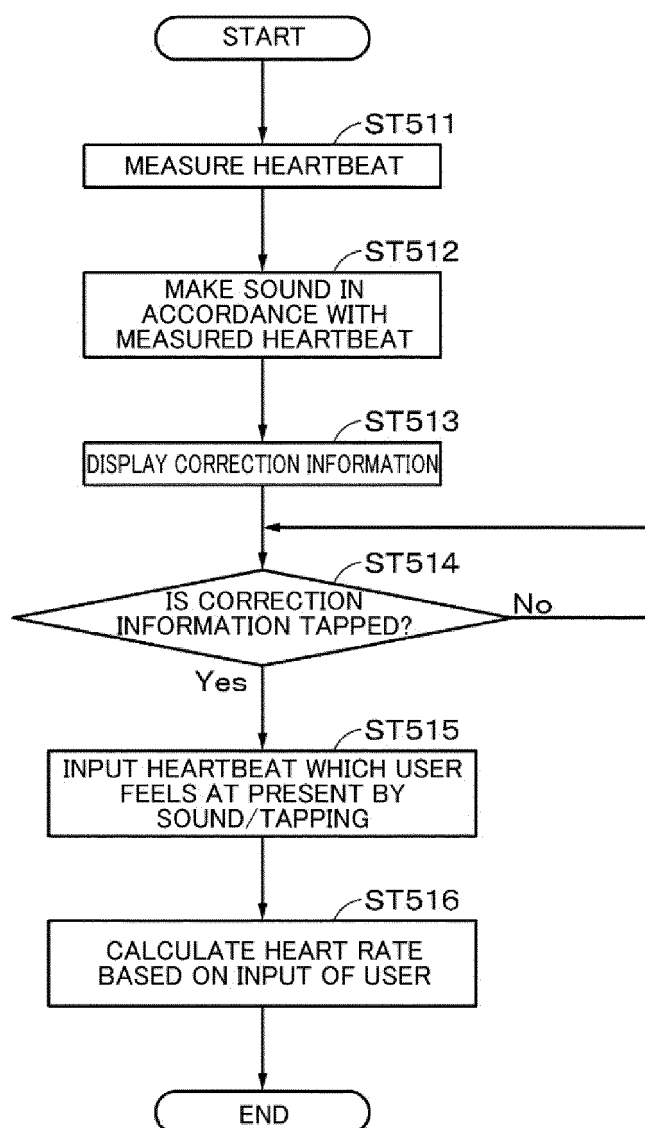 START
ST511
MEASURE HEARTBEAT
ST512
MAKE SOUND IN
ACCORDANCE WITH
MEASURED HEARTBEAT
ST513
DISPLAY CORRECTION INFORMATION
ST514
IS CORRECTION
INFORMATION TAPPED?
No
Yes
ST515
INPUT HEARTBEAT WHICH USER
FEELS AT PRESENT BY
SOUND/TAPPING
ST516
CALCULATE HEART RATE
BASED ON INPUT OF USER
END